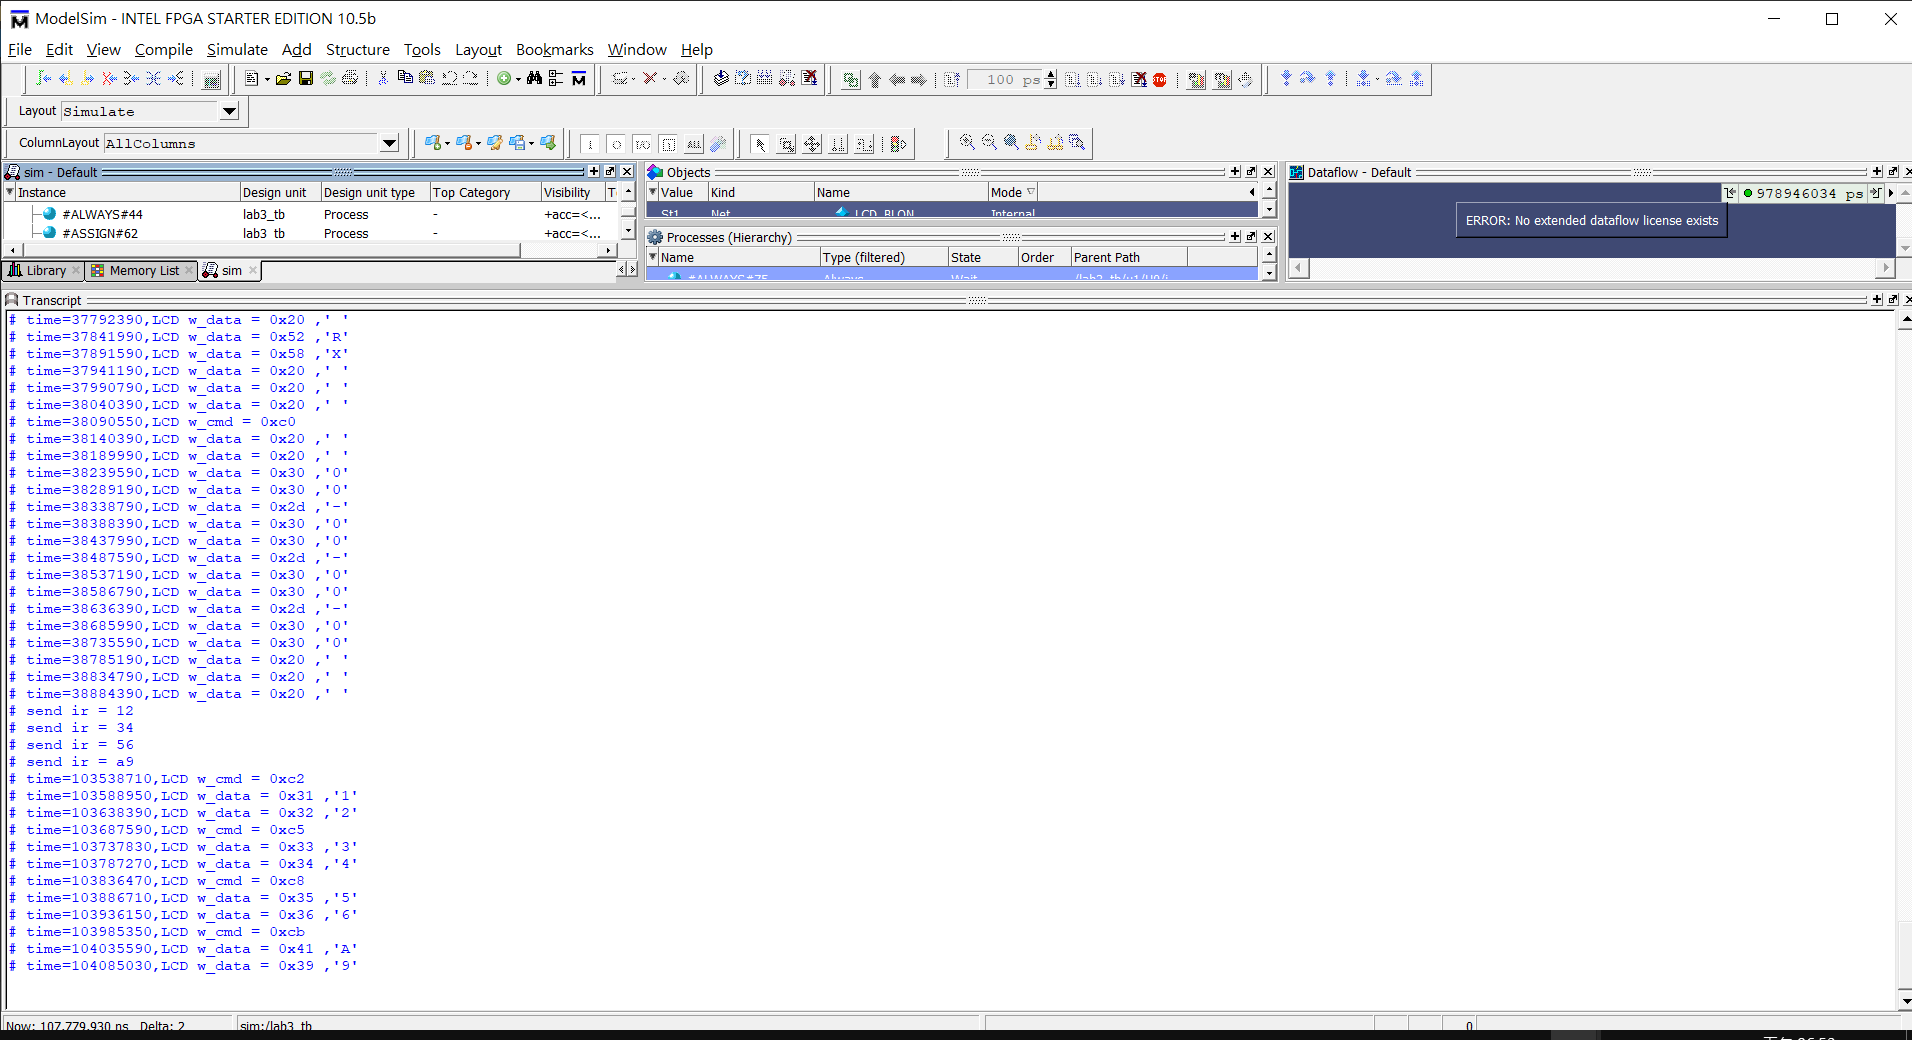 ModelSim - INTEL FPGA STARTER EDITION 10.5b
File Edit View Compile Simulate Add Structure Tools Layout Bookmarks Window Help
100 ps
Layout Simulate
ColumnLayout AllColumns
sim - Default
Instance Design unit Design unit type Top Category Visibility
#ALWAYS#44 lab3_tb Process - +acc=<...
#ASSIGN#62 lab3_tb Process - +acc=<...
Library Memory List sim
Objects
Value Kind Name Mode
St1 Net LCD_BLON Internal
Processes (Hierarchy)
Name Type (filtered) State Order Parent Path
#ALWAYS#75 Always Wait
Dataflow - Default
978946034 ps
ERROR: No extended dataflow license exists
Transcript
# time=37792390,LCD w_data = 0x20 ,' '
# time=37841990,LCD w_data = 0x52 ,'R'
# time=37891590,LCD w_data = 0x58 ,'X'
# time=37941190,LCD w_data = 0x20 ,' '
# time=37990790,LCD w_data = 0x20 ,' '
# time=38040390,LCD w_data = 0x20 ,' '
# time=38090550,LCD w_cmd = 0xc0
# time=38140390,LCD w_data = 0x20 ,' '
# time=38189990,LCD w_data = 0x20 ,' '
# time=38239590,LCD w_data = 0x30 ,'0'
# time=38289190,LCD w_data = 0x30 ,'0'
# time=38338790,LCD w_data = 0x2d ,'-'
# time=38388390,LCD w_data = 0x30 ,'0'
# time=38437990,LCD w_data = 0x30 ,'0'
# time=38487590,LCD w_data = 0x2d ,'-'
# time=38537190,LCD w_data = 0x30 ,'0'
# time=38586790,LCD w_data = 0x30 ,'0'
# time=38636390,LCD w_data = 0x2d ,'-'
# time=38685990,LCD w_data = 0x30 ,'0'
# time=38735590,LCD w_data = 0x30 ,'0'
# time=38785190,LCD w_data = 0x20 ,' '
# time=38834790,LCD w_data = 0x20 ,' '
# time=38884390,LCD w_data = 0x20 ,' '
# send ir = 12
# send ir = 34
# send ir = 56
# send ir = a9
# time=103538710,LCD w_cmd = 0xc2
# time=103588950,LCD w_data = 0x31 ,'1'
# time=103638390,LCD w_data = 0x32 ,'2'
# time=103687590,LCD w_cmd = 0xc5
# time=103737830,LCD w_data = 0x33 ,'3'
# time=103787270,LCD w_data = 0x34 ,'4'
# time=103836470,LCD w_cmd = 0xc8
# time=103886710,LCD w_data = 0x35 ,'5'
# time=103936150,LCD w_data = 0x36 ,'6'
# time=103985350,LCD w_cmd = 0xcb
# time=104035590,LCD w_data = 0x41 ,'A'
# time=104085030,LCD w_data = 0x39 ,'9'
Now: 107,779,930 ns Delta: 2 sim:/lab3_tb 0